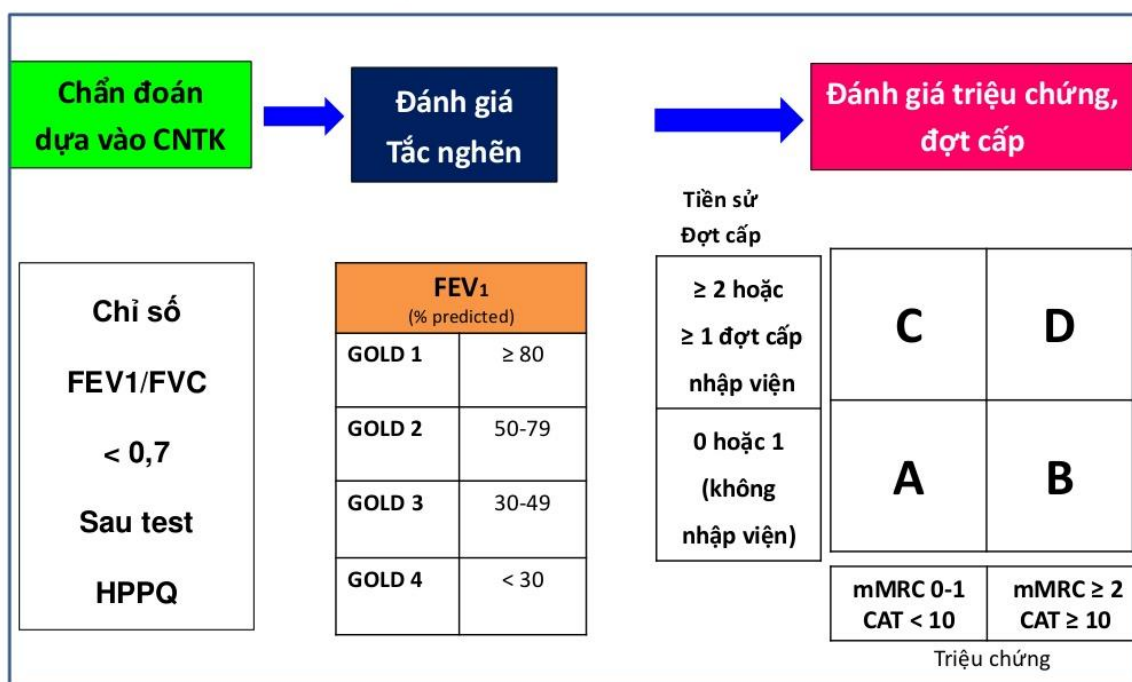 Chẩn đoán
dựa vào CNTK
Đánh giá
Tắc nghẽn
Đánh giá triệu chứng,
đợt cấp
Chỉ số
FEV1/FVC
< 0,7
Sau test
HPPQ
FEV1
(% predicted)
GOLD 1 ≥ 80
GOLD 2 50-79
GOLD 3 30-49
GOLD 4 < 30
Tiền sử
Đợt cấp
≥ 2 hoặc
≥ 1 đợt cấp
nhập viện
C D
0 hoặc 1
(không
nhập viện)
A B
mMRC 0-1 mMRC ≥ 2
CAT < 10 CAT ≥ 10
Triệu chứng